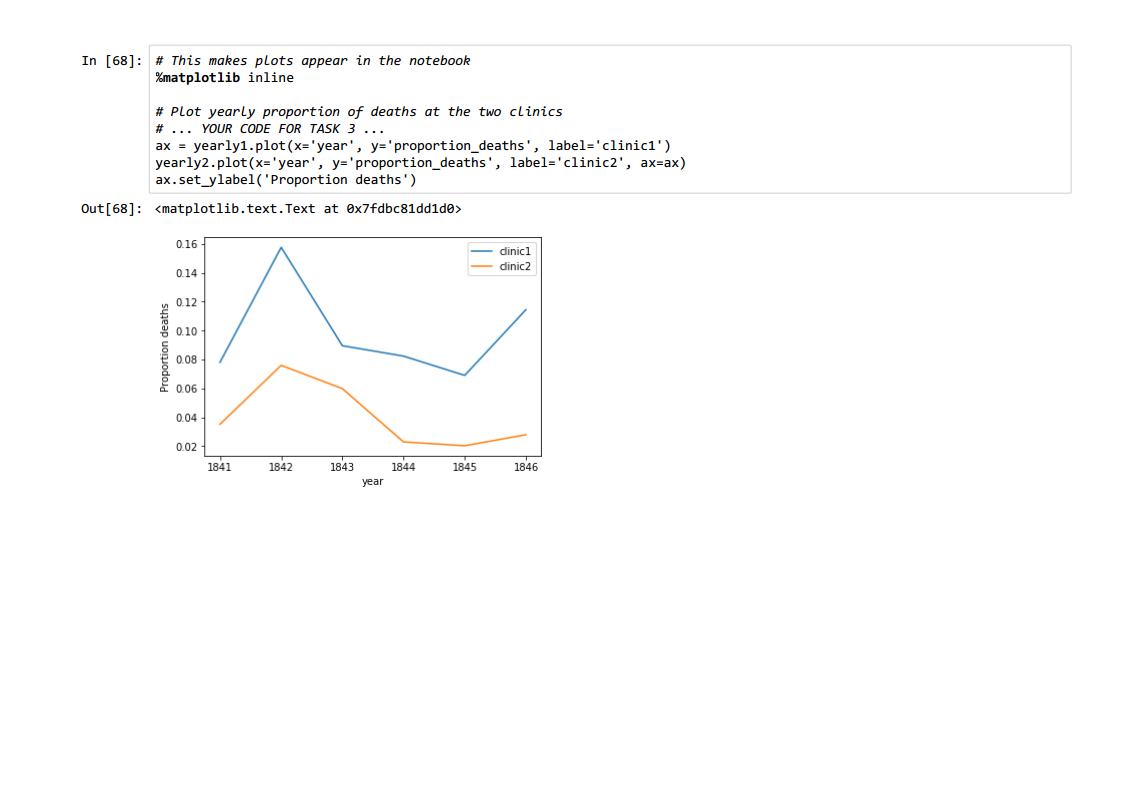 In [68]: # This makes plots appear in the notebook
%matplotlib inline
# Plot yearly proportion of deaths at the two clinics
# ... YOUR CODE FOR TASK 3 ...
ax = yearly1.plot(x='year', y='proportion_deaths', label='clinic1')
yearly2.plot(x='year', y='proportion_deaths', label='clinic2', ax=ax)
ax.set_ylabel('Proportion deaths')
Out[68]: <matplotlib.text.Text at 0x7fdbc81dd1d0>
clinic1
clinic2
Proportion deaths
0.16
0.14
0.12
0.10
0.08
0.06
0.04
0.02
1841 1842 1843 1844 1845 1846
year